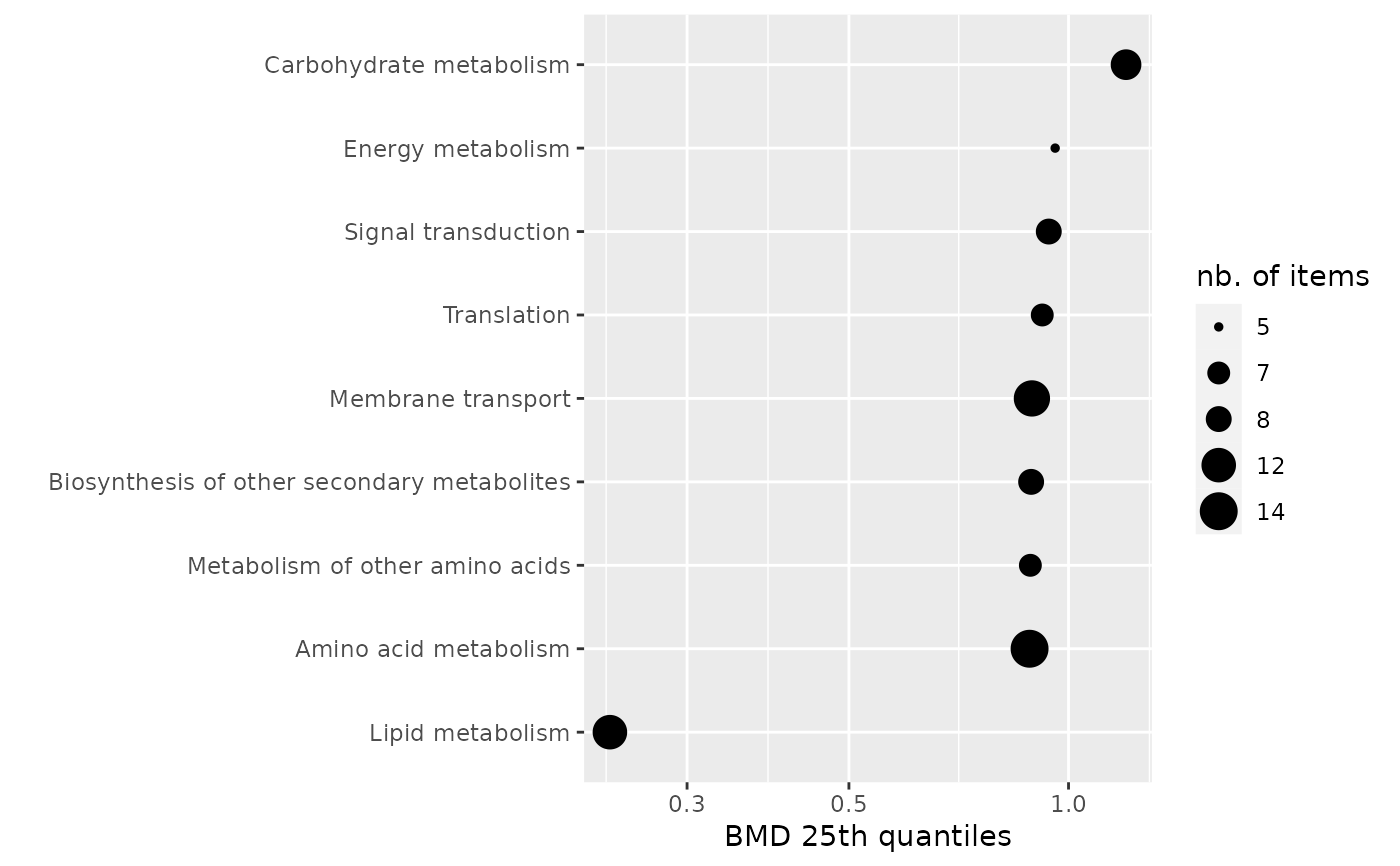 Carbohydrate metabolism
Energy metabolism
Signal transduction
Translation
Membrane transport
Biosynthesis of other secondary metabolites
Metabolism of other amino acids
Amino acid metabolism
Lipid metabolism
0.3 0.5 1.0
BMD 25th quantiles
nb. of items
5
7
8
12
14